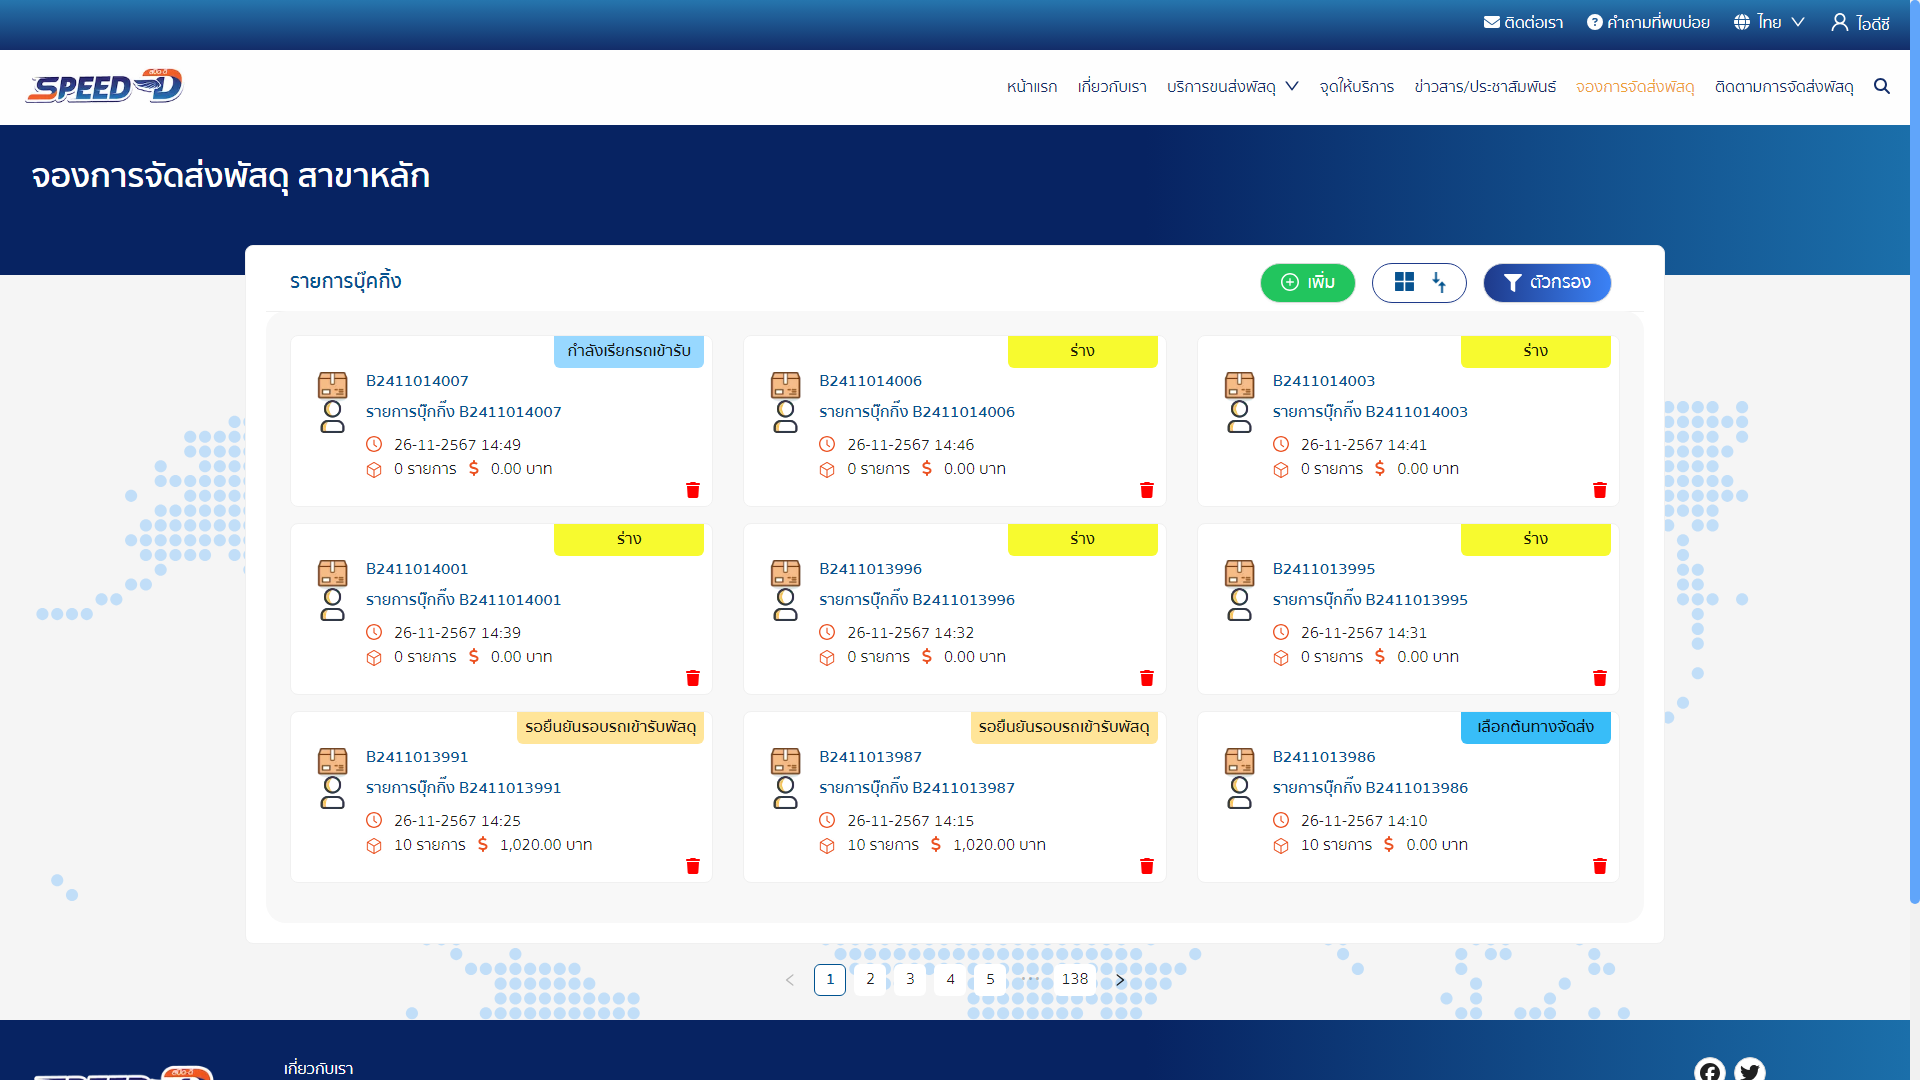 ติดต่อเรา คำถามที่พบบ่อย ไทย ไอดีซี
สปีด-ดี
SPEED-D
หน้าแรก เกี่ยวกับเรา บริการขนส่งพัสดุ จุดให้บริการ ข่าวสาร/ประชาสัมพันธ์ จองการจัดส่งพัสดุ ติดตามการจัดส่งพัสดุ
จองการจัดส่งพัสดุ สาขาหลัก
รายการบุ๊คกิ้ง
เพิ่ม
ตัวกรอง
กำลังเรียกรถเข้ารับ
B2411014007
รายการบุ๊กกิ๊ง B2411014007
26-11-2567 14:49
0 รายการ $ 0.00 บาท
ร่าง
B2411014006
รายการบุ๊กกิ๊ง B2411014006
26-11-2567 14:46
0 รายการ $ 0.00 บาท
ร่าง
B2411014003
รายการบุ๊กกิ๊ง B2411014003
26-11-2567 14:41
0 รายการ $ 0.00 บาท
ร่าง
B2411014001
รายการบุ๊กกิ๊ง B2411014001
26-11-2567 14:39
0 รายการ $ 0.00 บาท
ร่าง
B2411013996
รายการบุ๊กกิ๊ง B2411013996
26-11-2567 14:32
0 รายการ $ 0.00 บาท
ร่าง
B2411013995
รายการบุ๊กกิ๊ง B2411013995
26-11-2567 14:31
0 รายการ $ 0.00 บาท
รอยืนยันรอบรถเข้ารับพัสดุ
B2411013991
รายการบุ๊กกิ๊ง B2411013991
26-11-2567 14:25
10 รายการ $ 1,020.00 บาท
รอยืนยันรอบรถเข้ารับพัสดุ
B2411013987
รายการบุ๊กกิ๊ง B2411013987
26-11-2567 14:15
10 รายการ $ 1,020.00 บาท
เลือกต้นทางจัดส่ง
B2411013986
รายการบุ๊กกิ๊ง B2411013986
26-11-2567 14:10
10 รายการ $ 0.00 บาท
1 2 3 4 5 ••• 138
เกี่ยวกับเรา
สปีด-ดี
SPEED-D